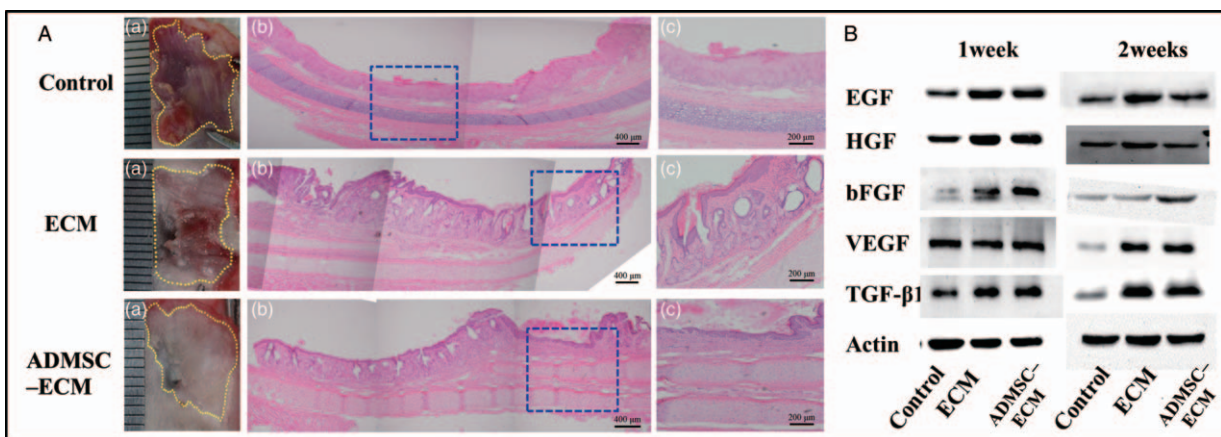 A
Control
(a)
(b)
400 μm
(c)
200 μm
ECM
(a)
(b)
400 μm
(c)
200 μm
ADMSC
–ECM
(a)
(b)
400 μm
(c)
200 μm
B
1week
2weeks
EGF
HGF
bFGF
VEGF
TGF-β1
Actin
Control
ECM
ADMSC–
ECM
Control
ECM
ADMSC–
ECM